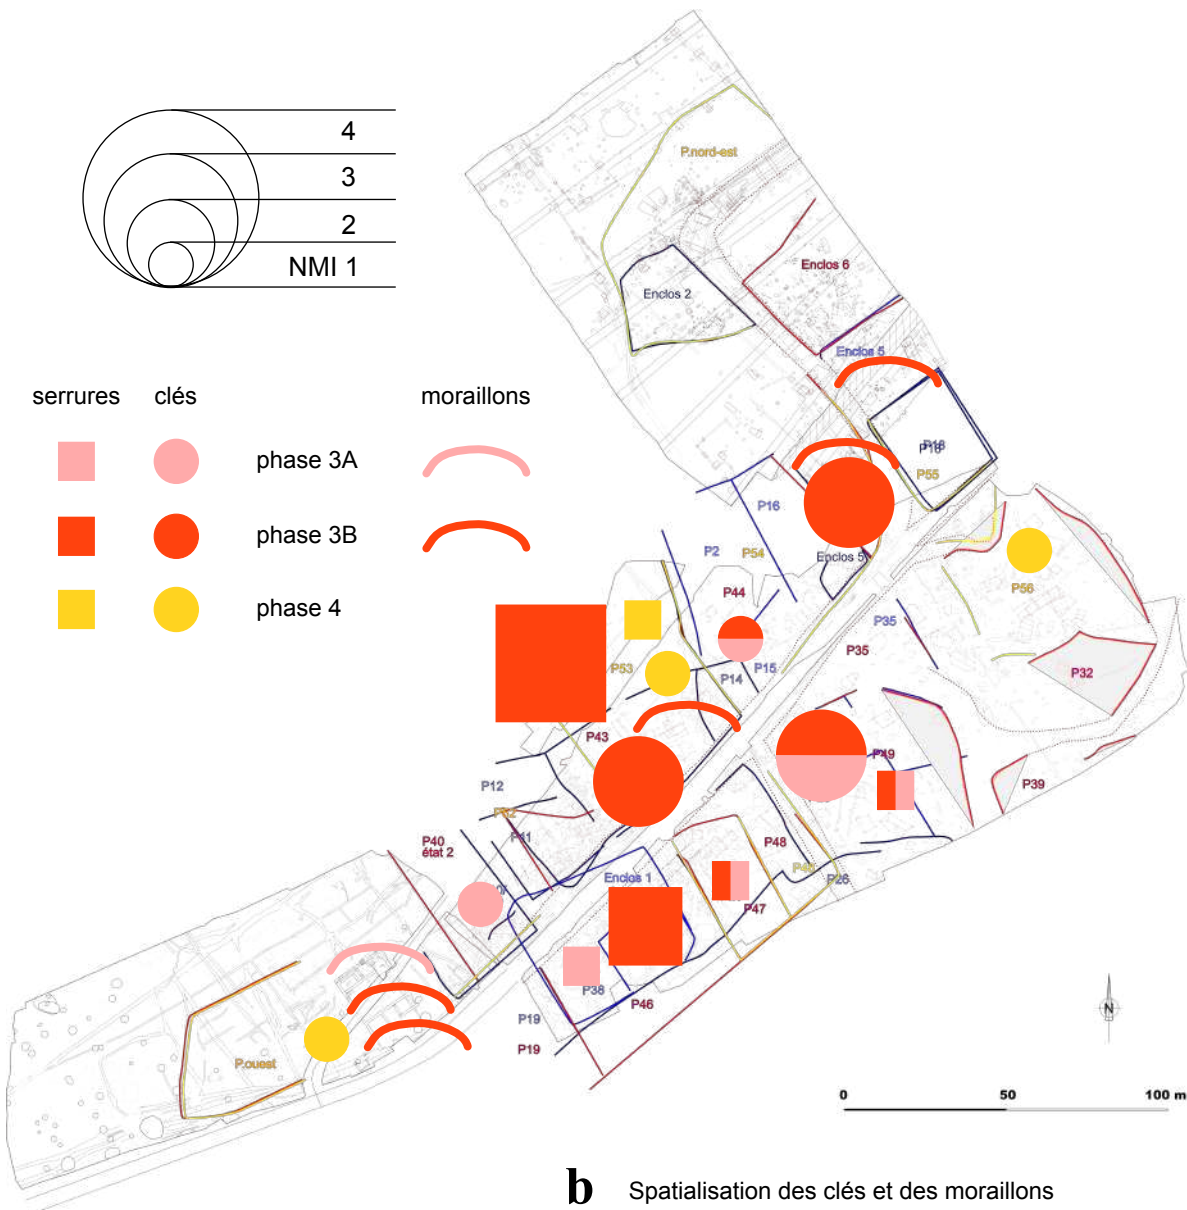 4
3
2
NMI 1
serrures clés moraillons
phase 3A
phase 3B
phase 4
P.nord-est
Enclos 6
Enclos 2
Enclos 5
P18
P55
P16
P2
P54
Enclos 5
P56
P44
P35
P35
P53
P14
P15
P32
P43
P49
P12
P39
P41
P40
état 2
P48
Enclos 1
P26
P47
P38
P46
P19
P19
P.ouest
N
0 50 100 m
b Spatialisation des clés et des moraillons